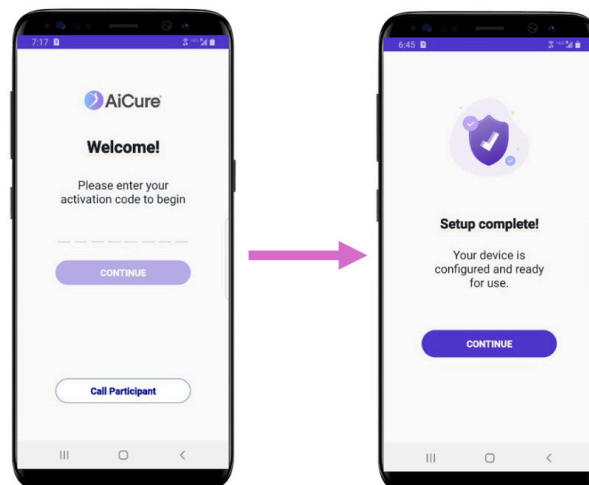 7:17
AiCure
Welcome!
Please enter your
activation code to begin
CONTINUE
Call Participant
6:45
Setup complete!
Your device is
configured and ready
for use.
CONTINUE